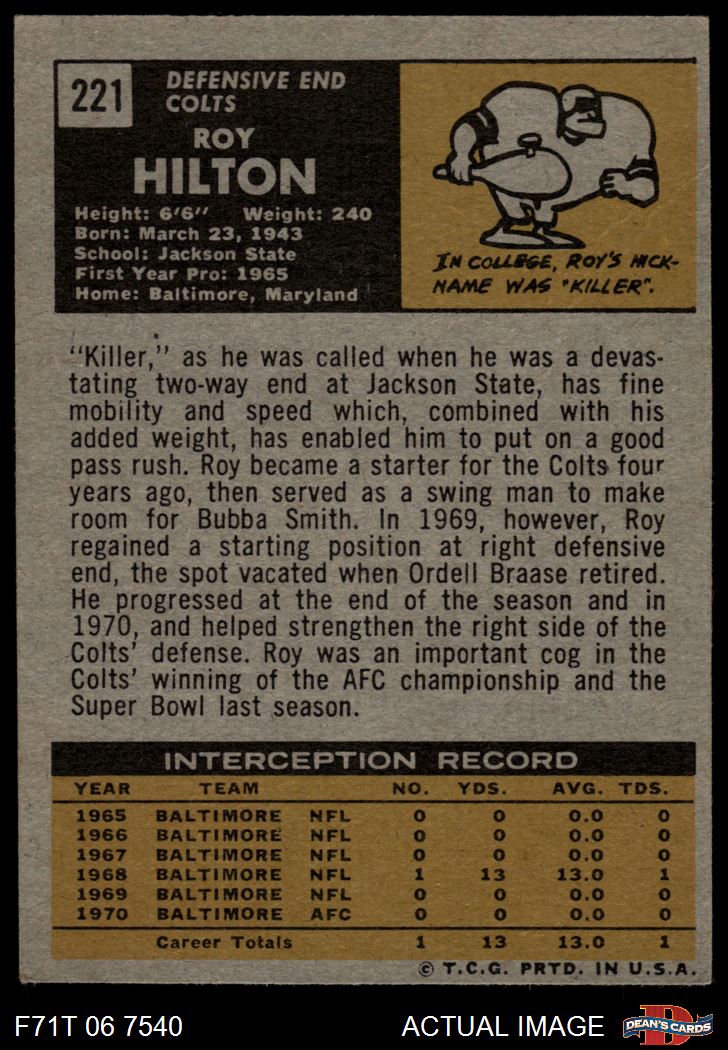 221
DEFENSIVE END
COLTS
ROY
HILTON
Height: 6'6" Weight: 240
Born: March 23, 1943
School: Jackson State
First Year Pro: 1965
Home: Baltimore, Maryland
IN COLLEGE, ROY'S NICK-
NAME WAS "KILLER".
"Killer," as he was called when he was a devas-
tating two-way end at Jackson State, has fine
mobility and speed which, combined with his
added weight, has enabled him to put on a good
pass rush. Roy became a starter for the Colts four
years ago, then served as a swing man to make
room for Bubba Smith. In 1969, however, Roy
regained a starting position at right defensive
end, the spot vacated when Ordell Braase retired.
He progressed at the end of the season and in
1970, and helped strengthen the right side of the
Colts' defense. Roy was an important cog in the
Colts' winning of the AFC championship and the
Super Bowl last season.
INTERCEPTION RECORD
YEAR TEAM NO. YDS. AVG. TDS.
1965 BALTIMORE NFL 0 0 0.0 0
1966 BALTIMORE NFL 0 0 0.0 0
1967 BALTIMORE NFL 0 0 0.0 0
1968 BALTIMORE NFL 1 13 13.0 1
1969 BALTIMORE NFL 0 0 0.0 0
1970 BALTIMORE AFC 0 0 0.0 0
Career Totals 1 13 13.0 1
© T.C.G. PRTD. IN U.S.A.
F71T 06 7540 ACTUAL IMAGE
D
DEAN'S CARDS